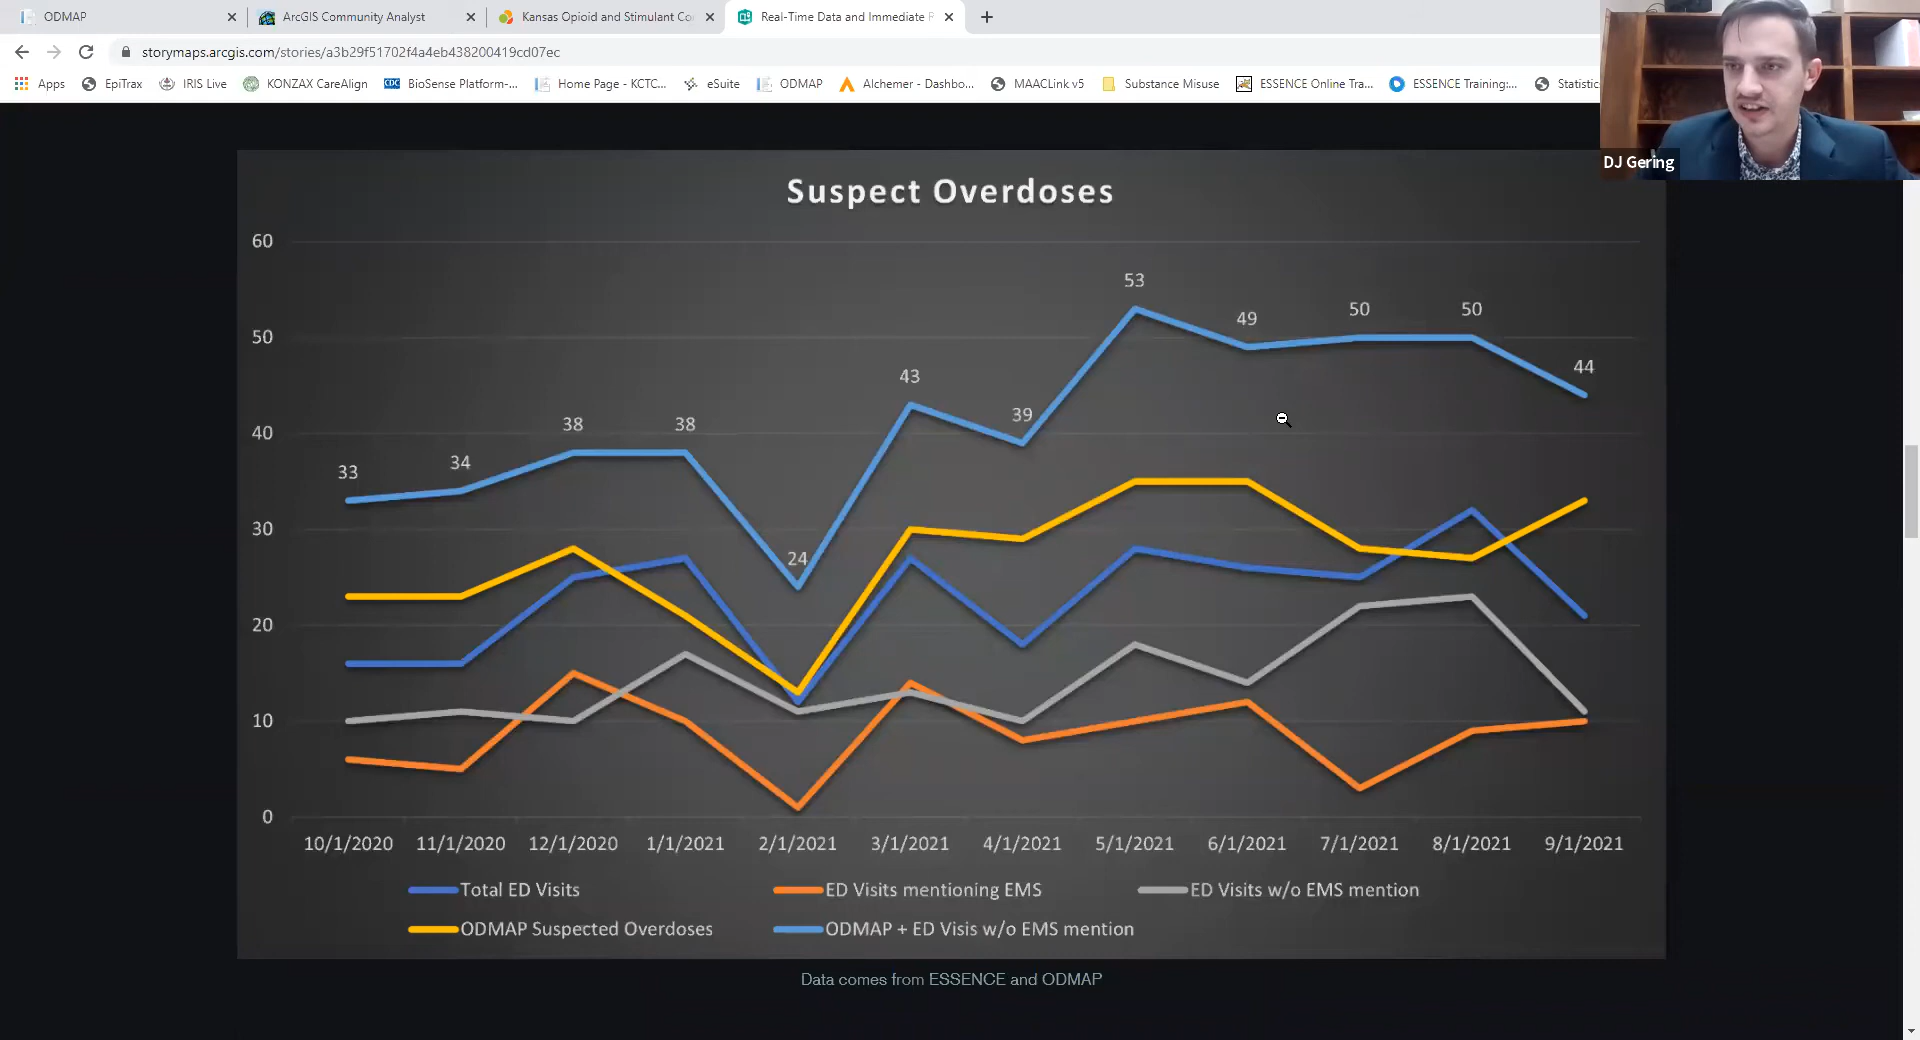 ODMAP
ArcGIS Community Analyst
Kansas Opioid and Stimulant Co
Real-Time Data and Immediate
storymaps.arcgis.com/stories/a3b29f51702f4a4eb438200419cd07ec
Apps EpiTrax IRIS Live KONZAX CareAlign CDC BioSense Platform-... Home Page - KCTC... eSuite ODMAP Alchemer - Dashbo... MAACLink v5 Substance Misuse ESSENCE Online Tra... ESSENCE Training:... Statistic
DJ Gering
Suspect Overdoses
60
50
40
30
20
10
0
33
34
38
38
24
43
39
53
49
50
50
44
10/1/2020 11/1/2020 12/1/2020 1/1/2021 2/1/2021 3/1/2021 4/1/2021 5/1/2021 6/1/2021 7/1/2021 8/1/2021 9/1/2021
Total ED Visits ED Visits mentioning EMS ED Visits w/o EMS mention
ODMAP Suspected Overdoses ODMAP + ED Visis w/o EMS mention
Data comes from ESSENCE and ODMAP